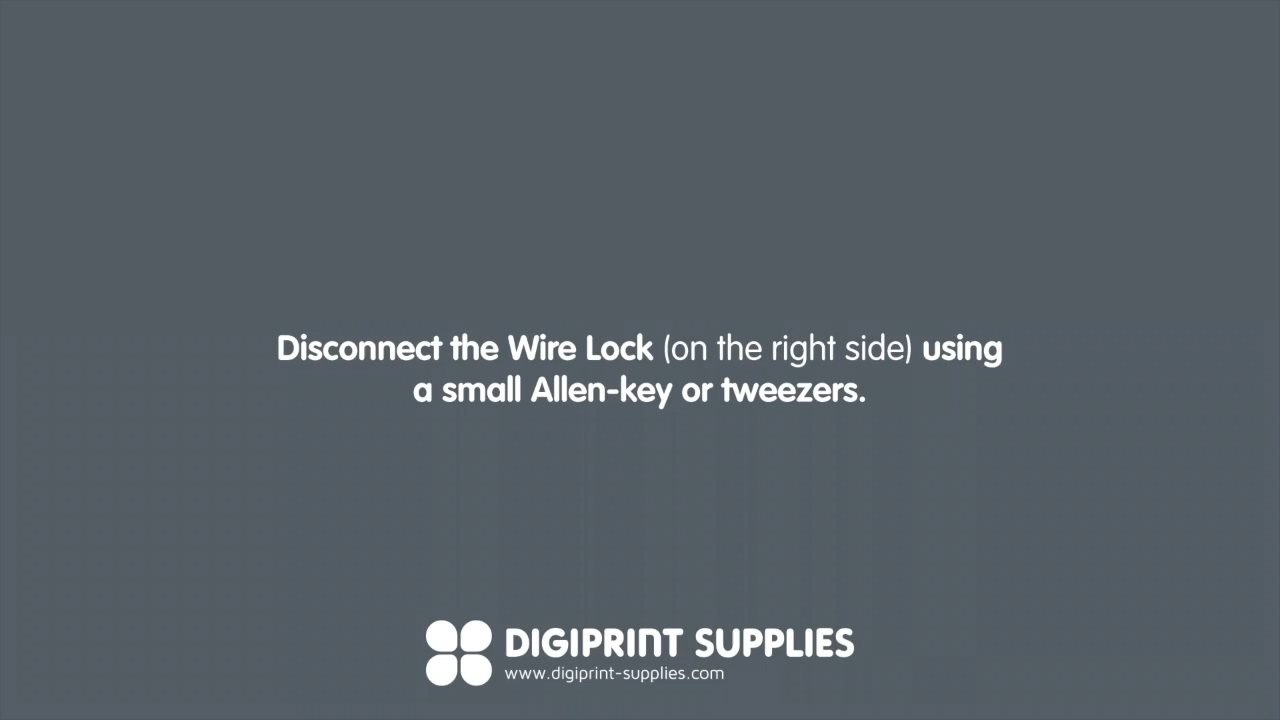 Disconnect the Wire Lock (on the right side) using
a small Allen-key or tweezers.
DIGIPRINT SUPPLIES
www.digiprint-supplies.com